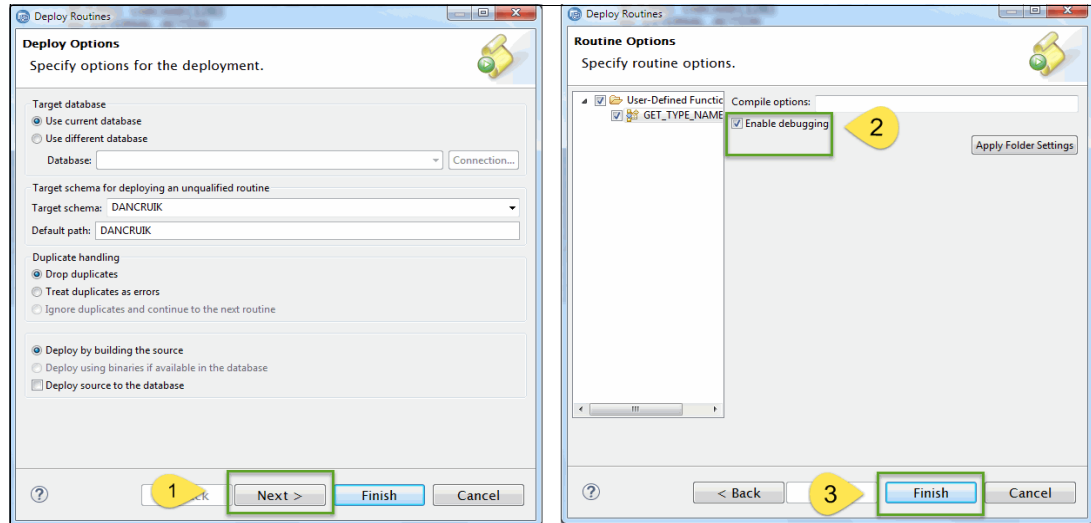 Deploy Routines
Deploy Options
Specify options for the deployment.
Target database
Use current database
Use different database
Database:
Connection...
Target schema for deploying an unqualified routine
Target schema: DANCRUIK
Default path: DANCRUIK
Duplicate handling
Drop duplicates
Treat duplicates as errors
Ignore duplicates and continue to the next routine
Deploy by building the source
Deploy using binaries if available in the database
Deploy source to the database
1
Next >
Finish
Cancel
Deploy Routines
Routine Options
Specify routine options.
User-Defined Functic
GET_TYPE_NAME
Compile options:
Enable debugging
2
Apply Folder Settings
< Back
3
Finish
Cancel